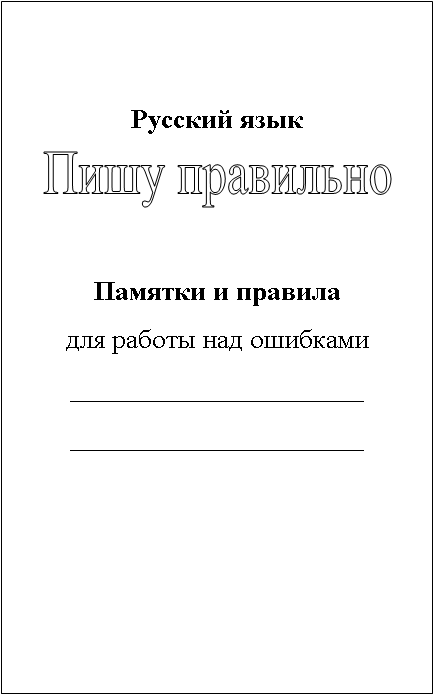 Русский язык
Пишу правильно
Памятки и правила
для работы над ошибками